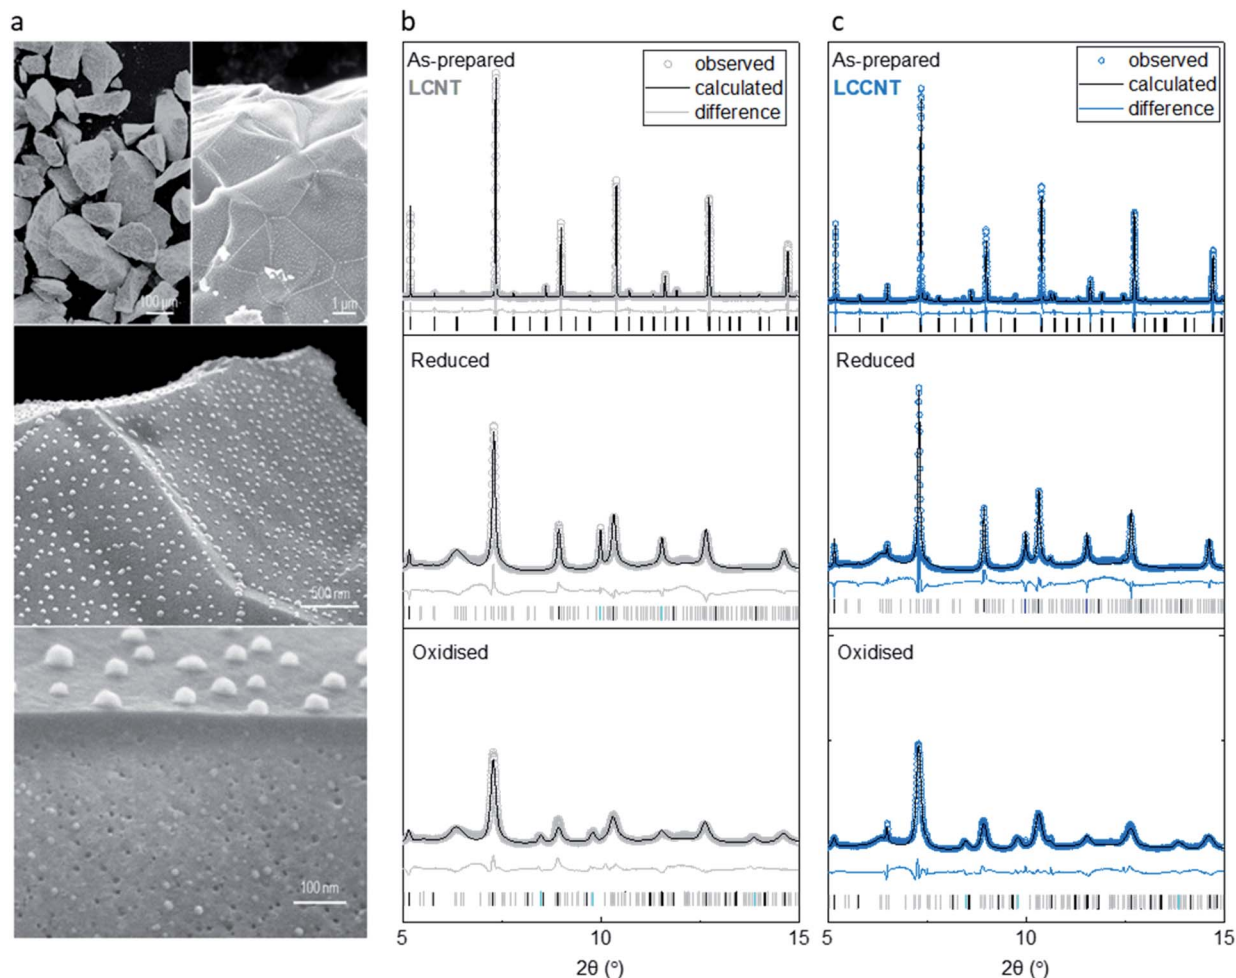 a
100 µm
1 µm
500 nm
100 nm
b
As-prepared
LCNT
observed
calculated
difference
Reduced
Oxidised
5
10
15
2θ (°)
c
As-prepared
LCCNT
observed
calculated
difference
Reduced
Oxidised
5
10
15
2θ (°)